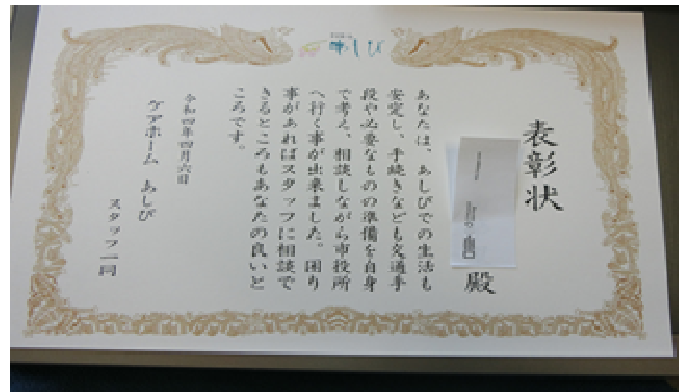 あしび
表彰状
殿
あなたは、あしびでの生活も
安定し、手続きなども交通手
段や必要なものの準備を自身
で考え、相談しながら市役所
へ行く事が出来ました。困り
事があればスタッフに相談で
きるところもあなたの良いと
ころです。
令和四年四月六日
ケアホーム あしび
スタッフ一同